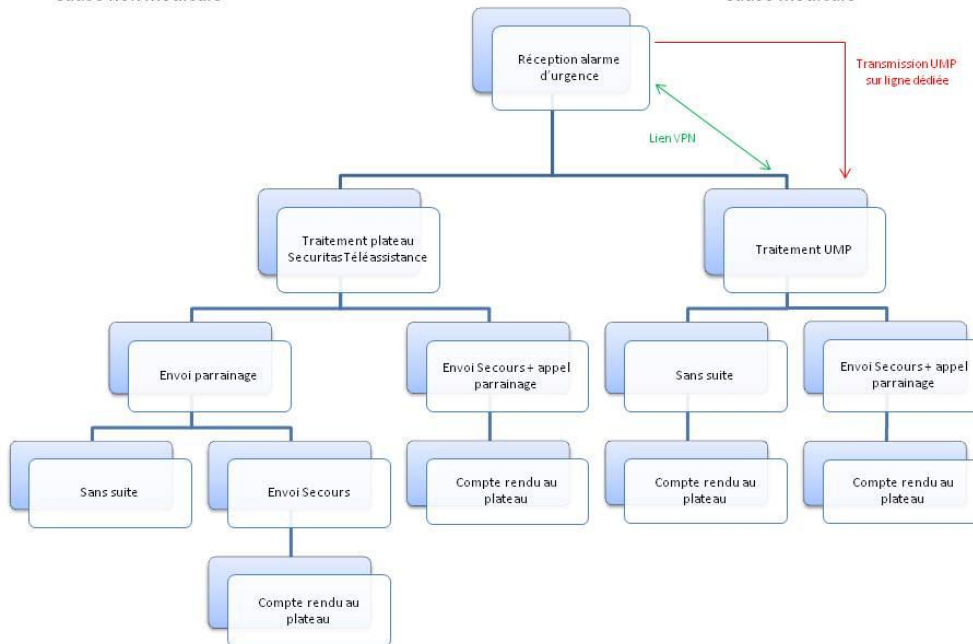 Réception alarme
d'urgence
Transmission UMP
sur ligne dédiée
Lien VPN
Traitement plateau
Securitas Téléassistance
Traitement UMP
Envoi parrainage
Envoi Secours + appel
parrainage
Sans suite
Envoi Secours + appel
parrainage
Sans suite
Envoi Secours
Compte rendu au
plateau
Compte rendu au
plateau
Compte rendu au
plateau
Compte rendu au
plateau